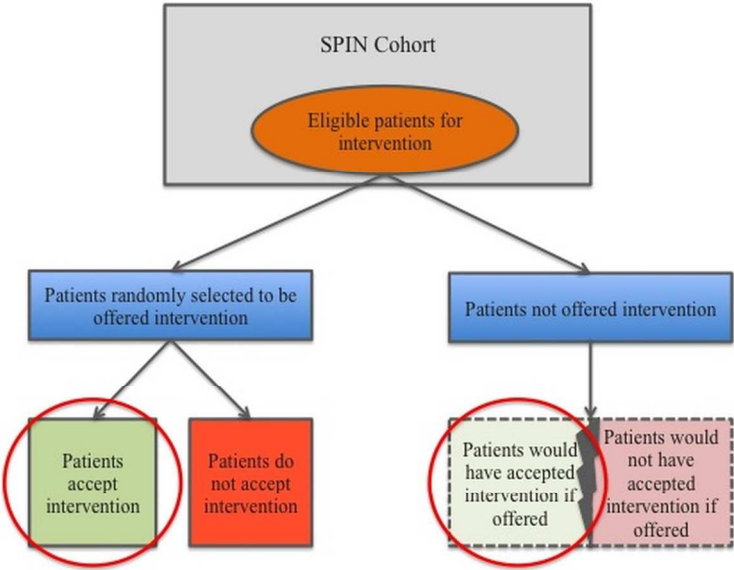 SPIN Cohort
Eligible patients for
intervention
Patients randomly selected to be
offered intervention
Patients not offered intervention
Patients
accept
intervention
Patients do
not accept
intervention
Patients would
have accepted
intervention if
offered
Patients would
not have
accepted
intervention if
offered